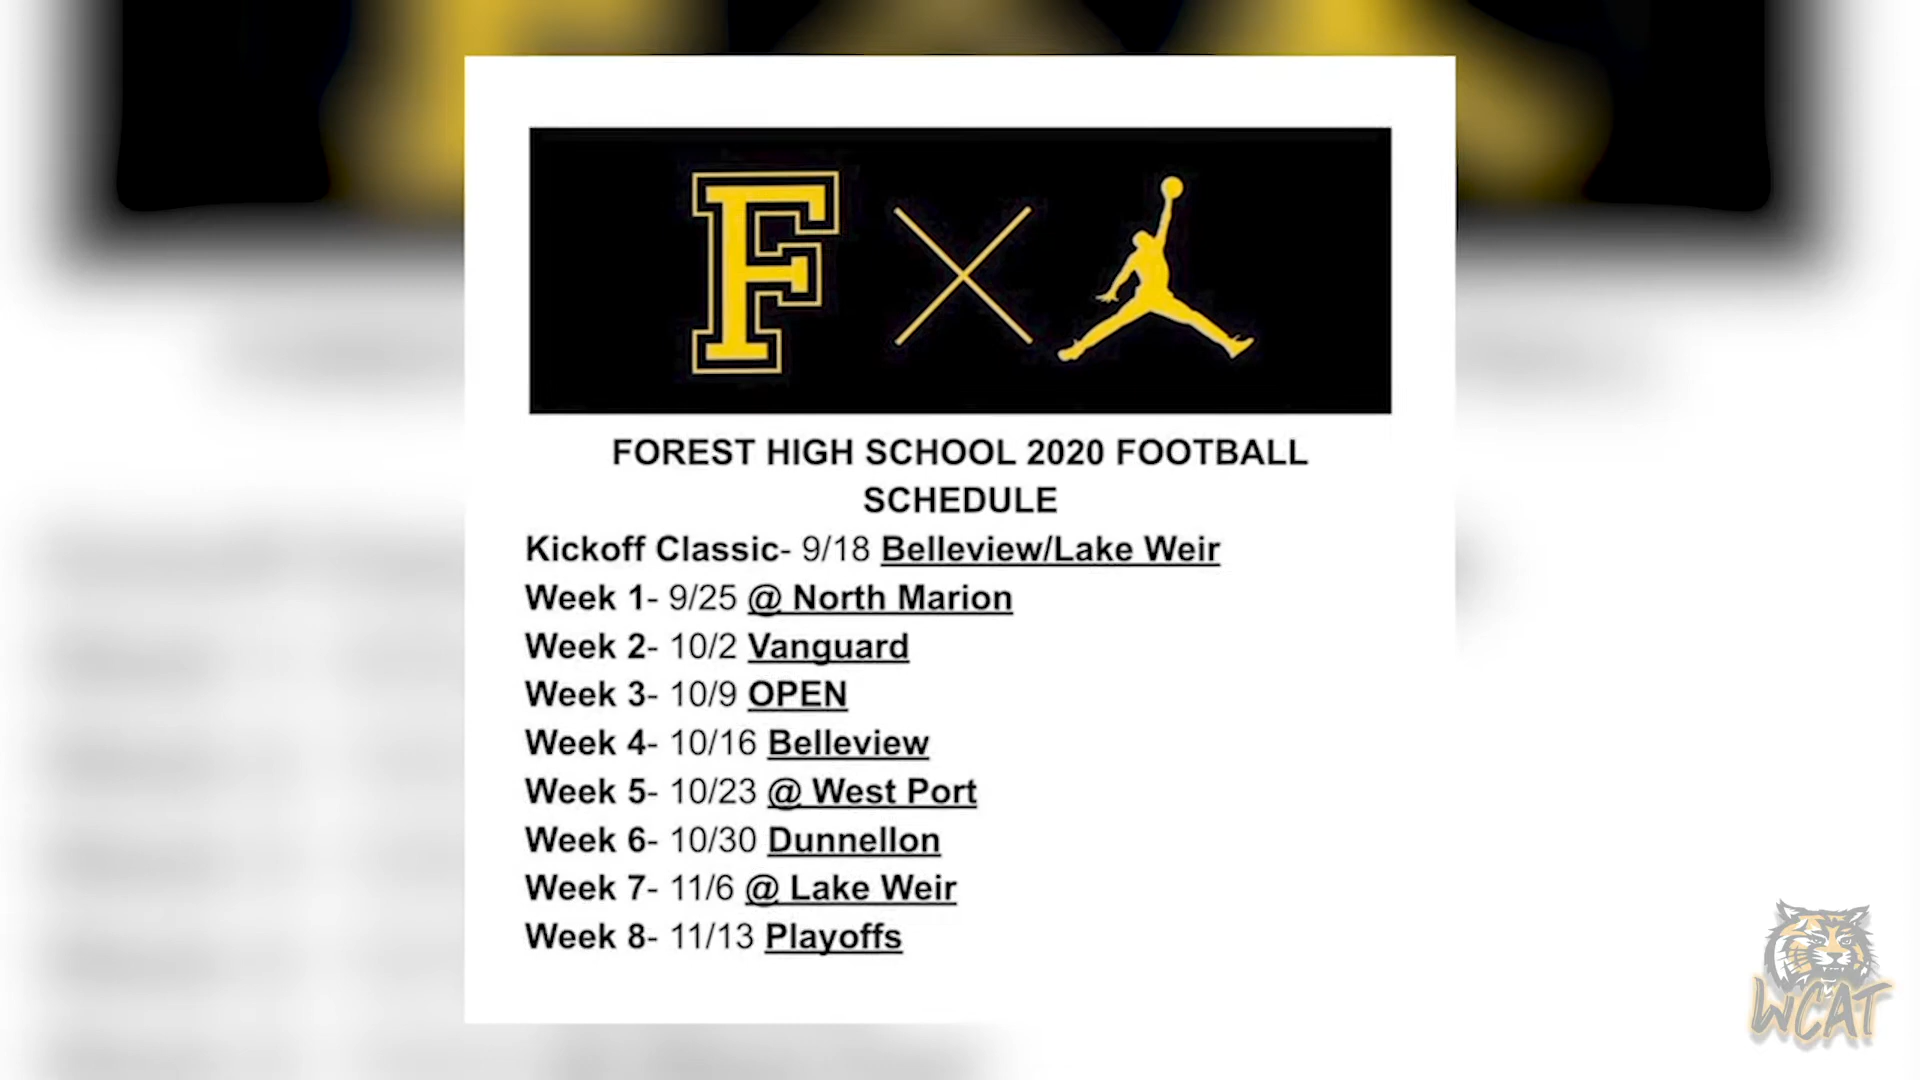 F
FOREST HIGH SCHOOL 2020 FOOTBALL
SCHEDULE
Kickoff Classic- 9/18 Belleview/Lake Weir
Week 1- 9/25 @ North Marion
Week 2- 10/2 Vanguard
Week 3- 10/9 OPEN
Week 4- 10/16 Belleview
Week 5- 10/23 @ West Port
Week 6- 10/30 Dunnellon
Week 7- 11/6 @ Lake Weir
Week 8- 11/13 Playoffs
WCAT